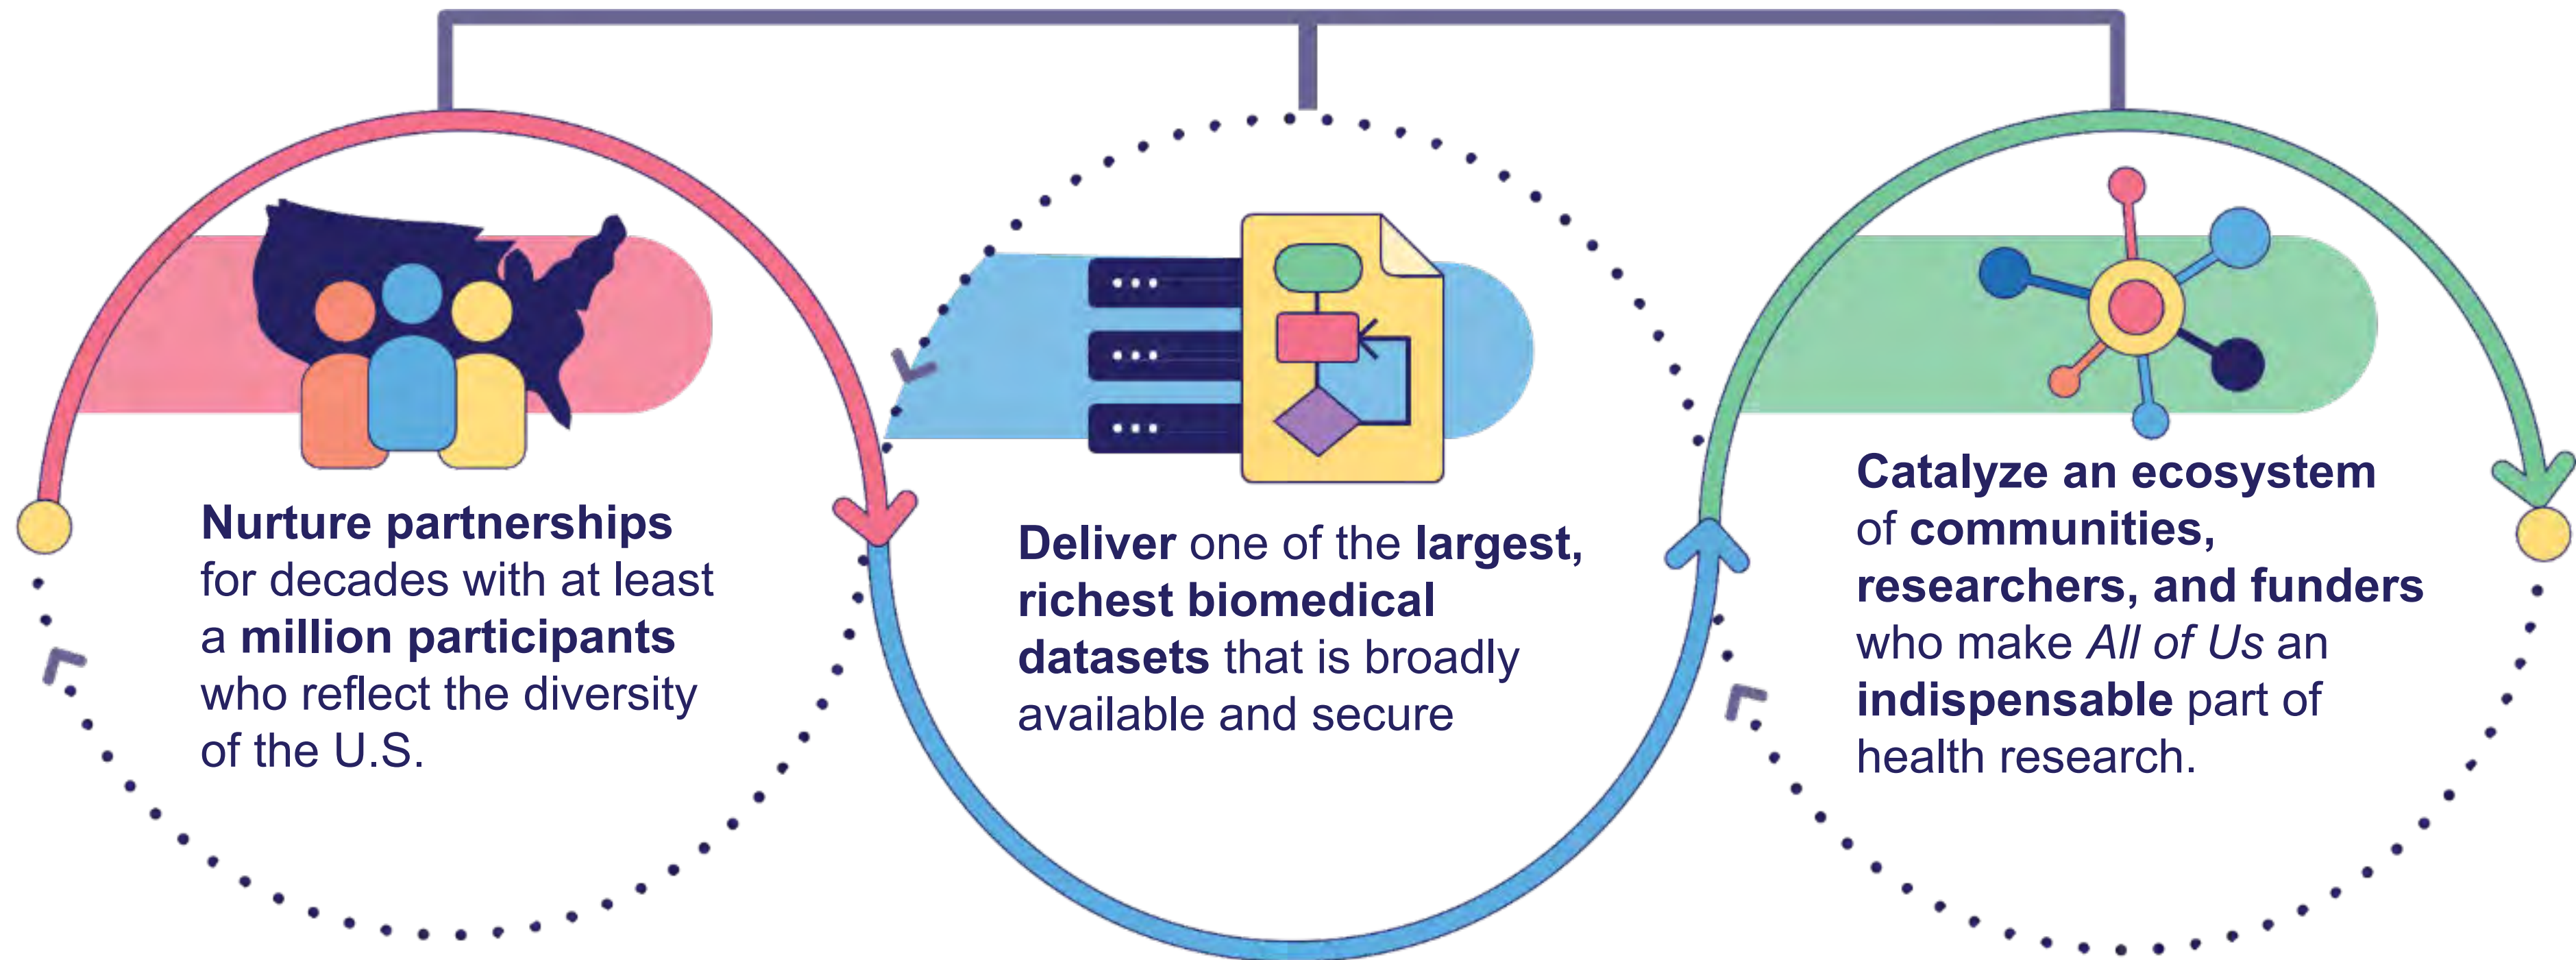 Nurture partnerships
for decades with at least
a million participants
who reflect the diversity
of the U.S.
Deliver one of the largest,
richest biomedical
datasets that is broadly
available and secure
Catalyze an ecosystem
of communities,
researchers, and funders
who make All of Us an
indispensable part of
health research.